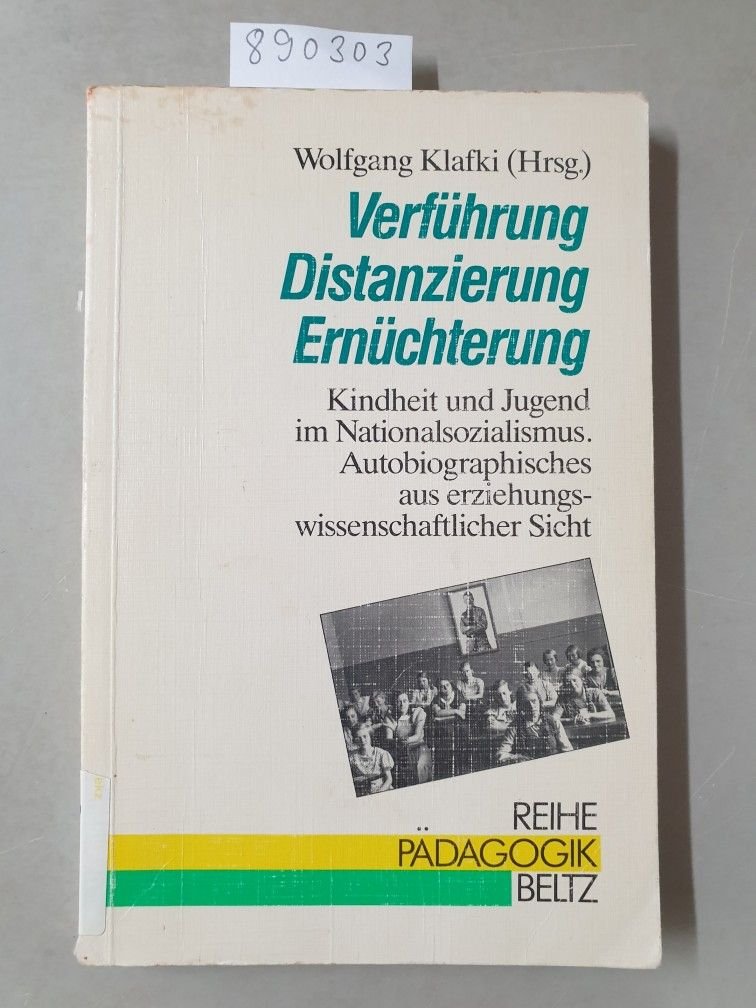 890303
Wolfgang Klafki (Hrsg.)
Verführung
Distanzierung
Ernüchterung
Kindheit und Jugend
im Nationalsozialismus.
Autobiographisches
aus erziehungs-
wissenschaftlicher Sicht
ekz
REIHE
PÄDAGOGIK
BELTZ